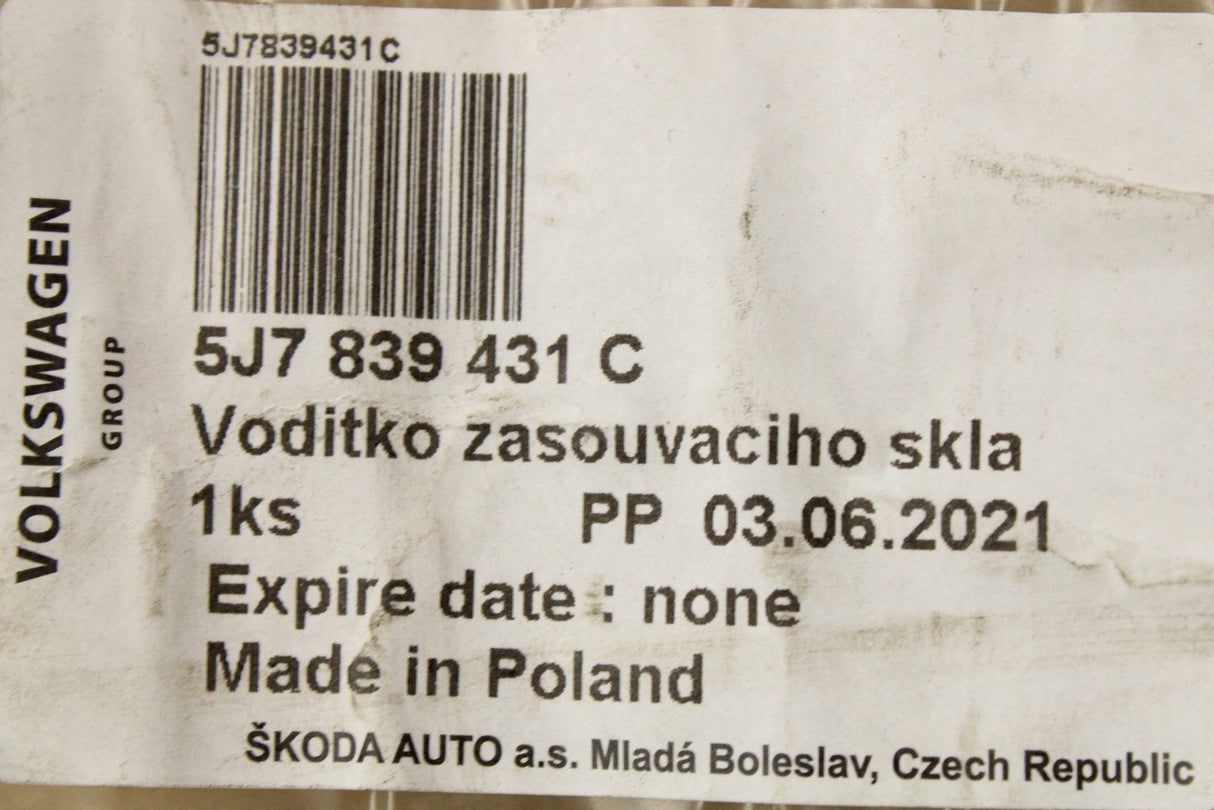 5J7839431C
VOLKSWAGEN
GROUP
5J7 839 431 C
Voditko zasouvaciho skla
1ks PP 03.06.2021
Expire date : none
Made in Poland
ŠKODA AUTO a.s. Mladá Boleslav, Czech Republic